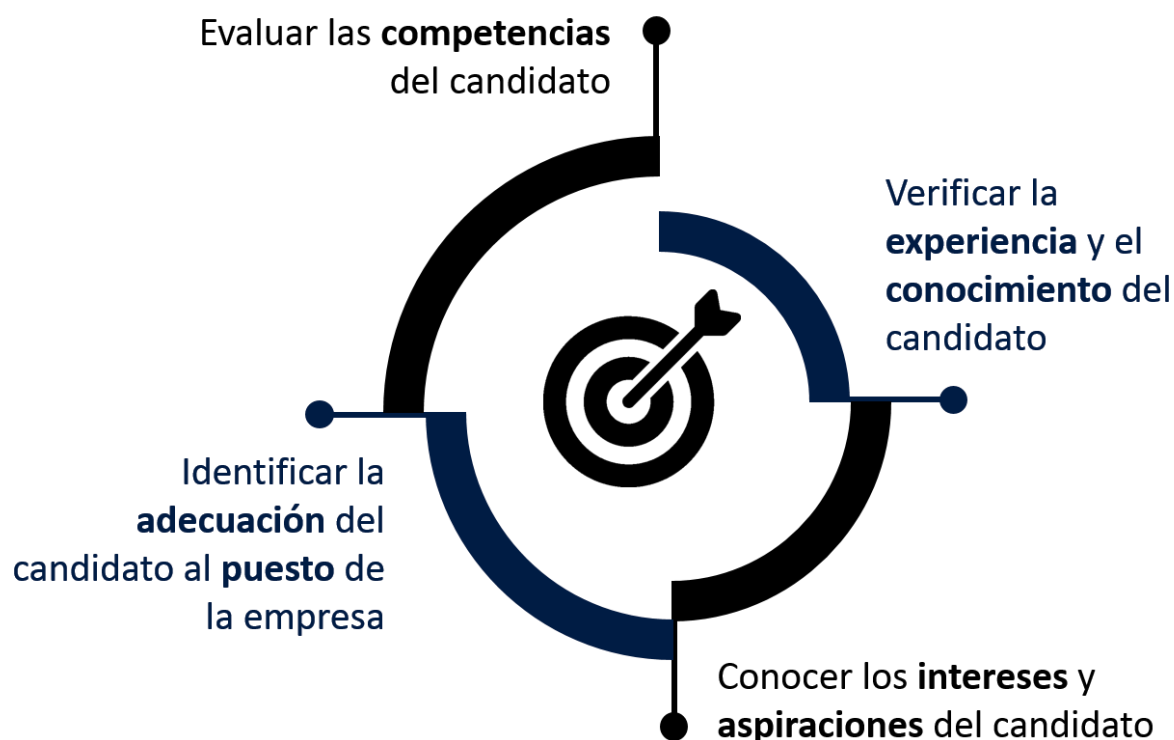 Evaluar las competencias
del candidato
Verificar la
experiencia y el
conocimiento del
candidato
Identificar la
adecuación del
candidato al puesto de
la empresa
Conocer los intereses y
aspiraciones del candidato